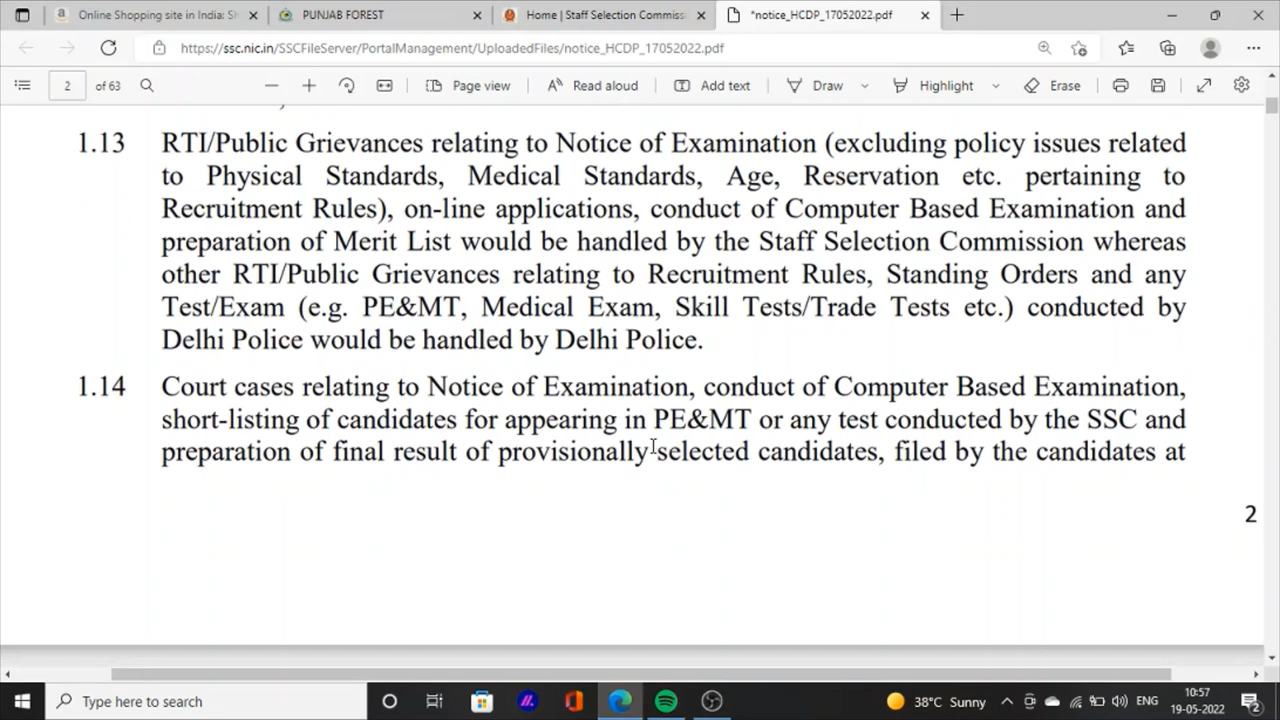 Online Shopping site in India: Sh
PUNJAB FOREST
Home | Staff Selection Commiss
*notice_HCDP_17052022.pdf
https://ssc.nic.in/SSCFileServer/PortalManagement/UploadedFiles/notice_HCDP_17052022.pdf
2 of 63 Page view Read aloud Add text Draw Highlight Erase
1.13 RTI/Public Grievances relating to Notice of Examination (excluding policy issues related
to Physical Standards, Medical Standards, Age, Reservation etc. pertaining to
Recruitment Rules), on-line applications, conduct of Computer Based Examination and
preparation of Merit List would be handled by the Staff Selection Commission whereas
other RTI/Public Grievances relating to Recruitment Rules, Standing Orders and any
Test/Exam (e.g. PE&MT, Medical Exam, Skill Tests/Trade Tests etc.) conducted by
Delhi Police would be handled by Delhi Police.
1.14 Court cases relating to Notice of Examination, conduct of Computer Based Examination,
short-listing of candidates for appearing in PE&MT or any test conducted by the SSC and
preparation of final result of provisionally selected candidates, filed by the candidates at
2
Type here to search
38°C Sunny
ENG
10:57
19-05-2022
2